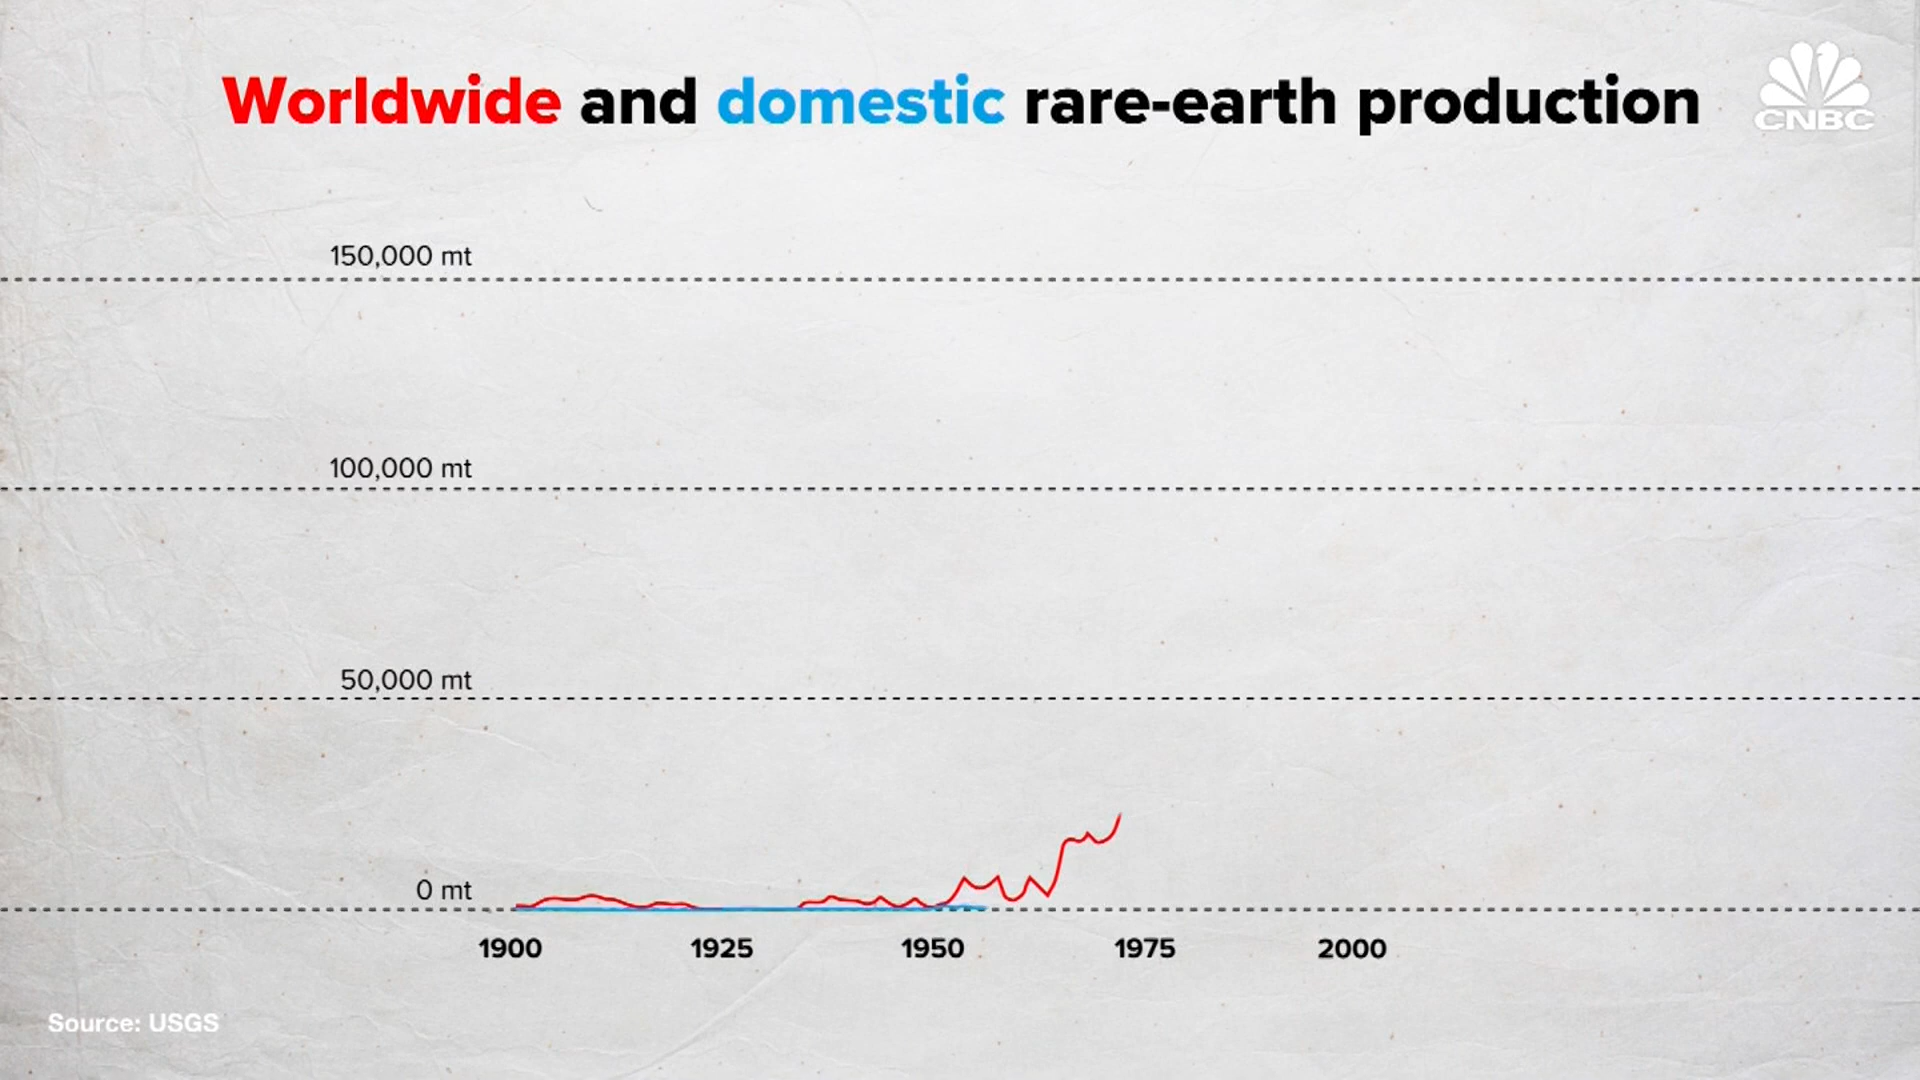 Worldwide and domestic rare-earth production
CNBC
150,000 mt
100,000 mt
50,000 mt
0 mt
1900 1925 1950 1975 2000
Source: USGS